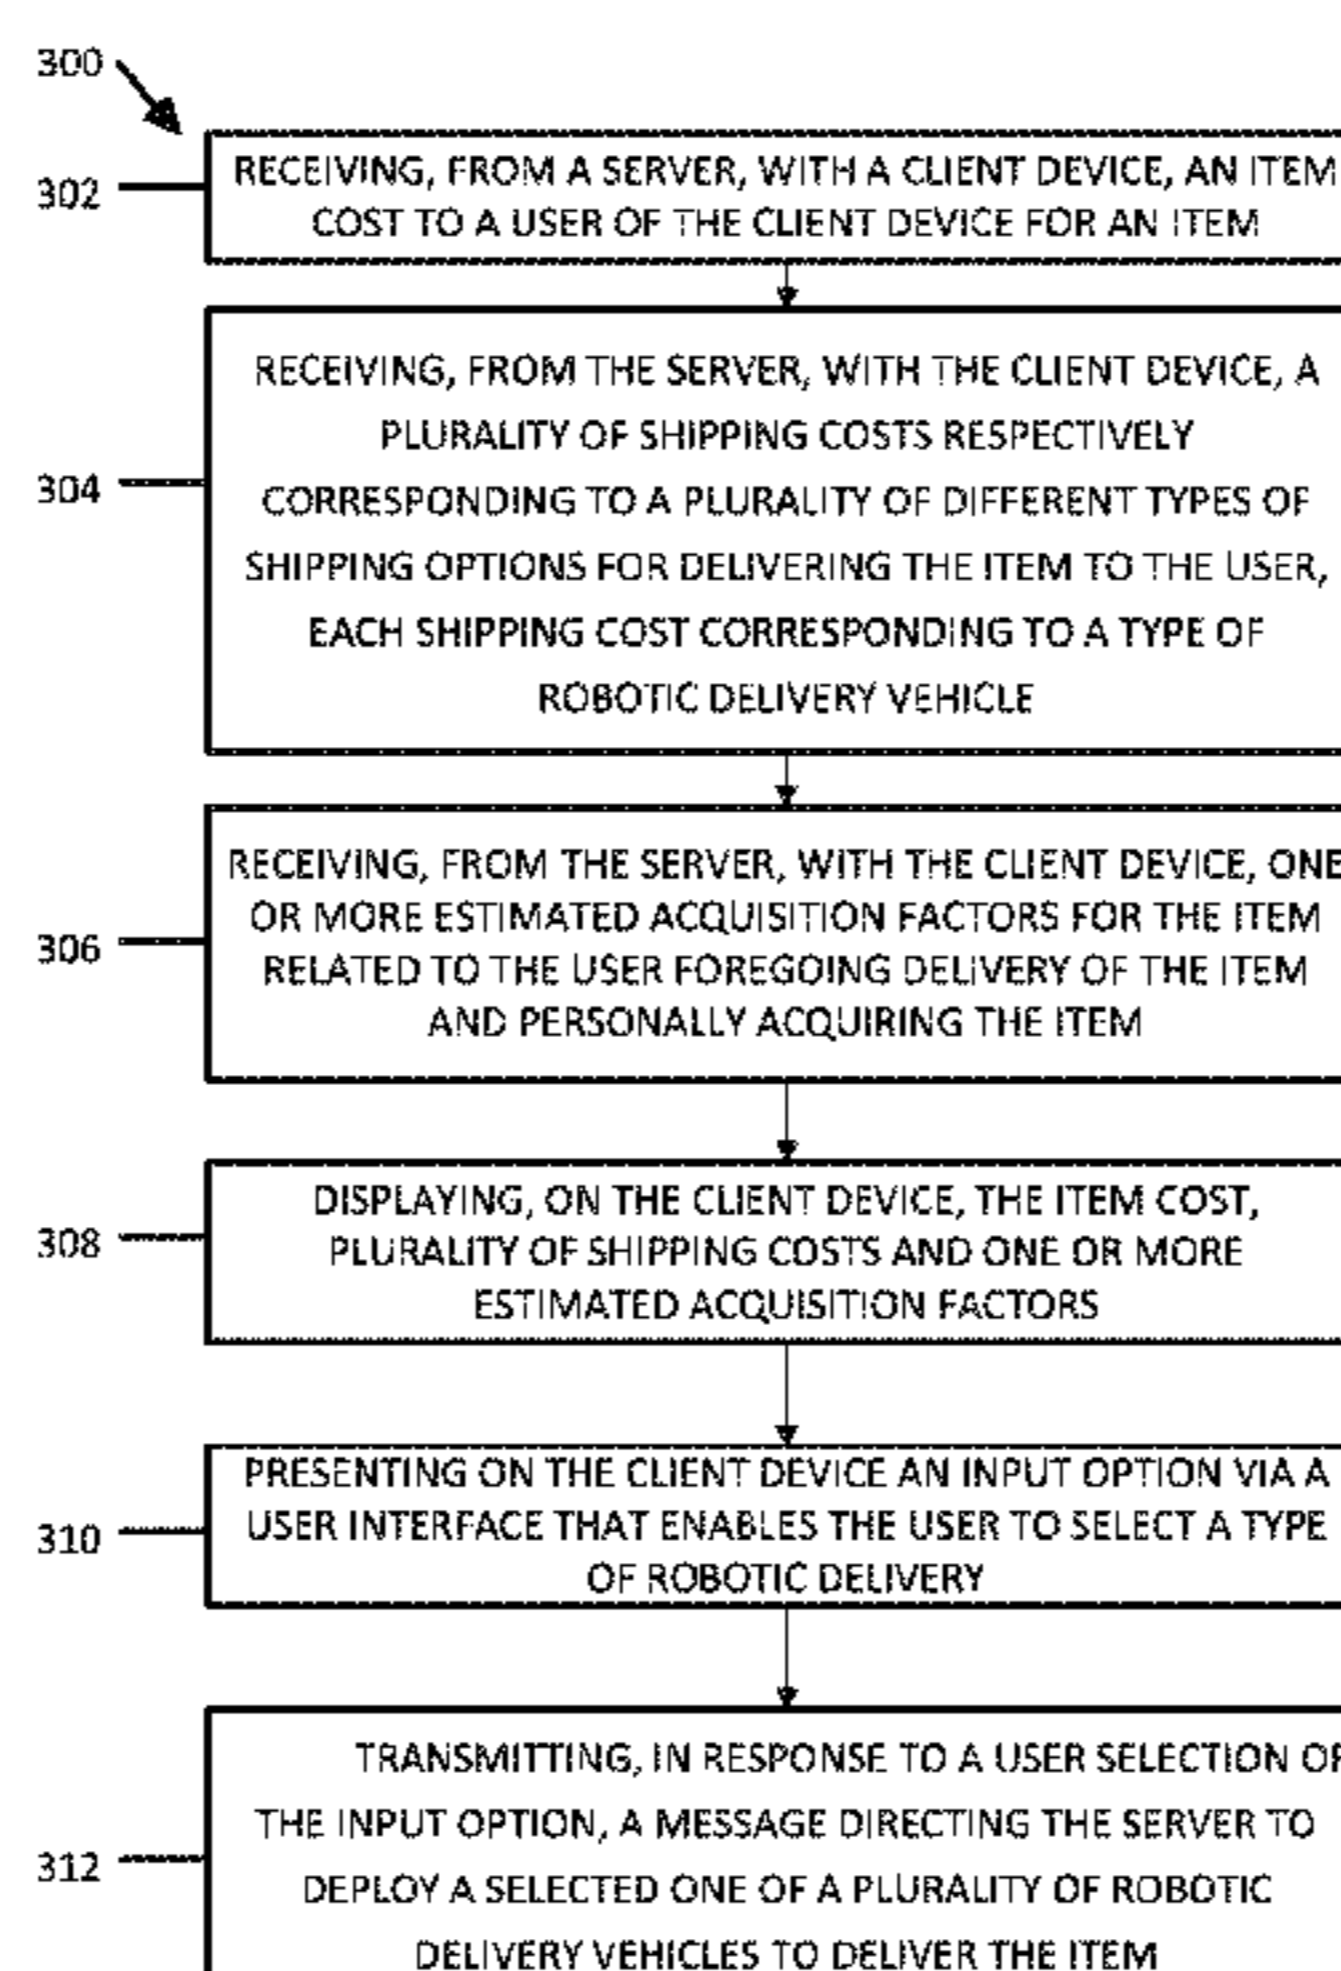 300
302
RECEIVING, FROM A SERVER, WITH A CLIENT DEVICE, AN ITEM
COST TO A USER OF THE CLIENT DEVICE FOR AN ITEM
304
RECEIVING, FROM THE SERVER, WITH THE CLIENT DEVICE, A
PLURALITY OF SHIPPING COSTS RESPECTIVELY
CORRESPONDING TO A PLURALITY OF DIFFERENT TYPES OF
SHIPPING OPTIONS FOR DELIVERING THE ITEM TO THE USER,
EACH SHIPPING COST CORRESPONDING TO A TYPE OF
ROBOTIC DELIVERY VEHICLE
306
RECEIVING, FROM THE SERVER, WITH THE CLIENT DEVICE, ONE
OR MORE ESTIMATED ACQUISITION FACTORS FOR THE ITEM
RELATED TO THE USER FOREGOING DELIVERY OF THE ITEM
AND PERSONALLY ACQUIRING THE ITEM
308
DISPLAYING, ON THE CLIENT DEVICE, THE ITEM COST,
PLURALITY OF SHIPPING COSTS AND ONE OR MORE
ESTIMATED ACQUISITION FACTORS
310
PRESENTING ON THE CLIENT DEVICE AN INPUT OPTION VIA A
USER INTERFACE THAT ENABLES THE USER TO SELECT A TYPE
OF ROBOTIC DELIVERY
312
TRANSMITTING, IN RESPONSE TO A USER SELECTION OF
THE INPUT OPTION, A MESSAGE DIRECTING THE SERVER TO
DEPLOY A SELECTED ONE OF A PLURALITY OF ROBOTIC
DELIVERY VEHICLES TO DELIVER THE ITEM